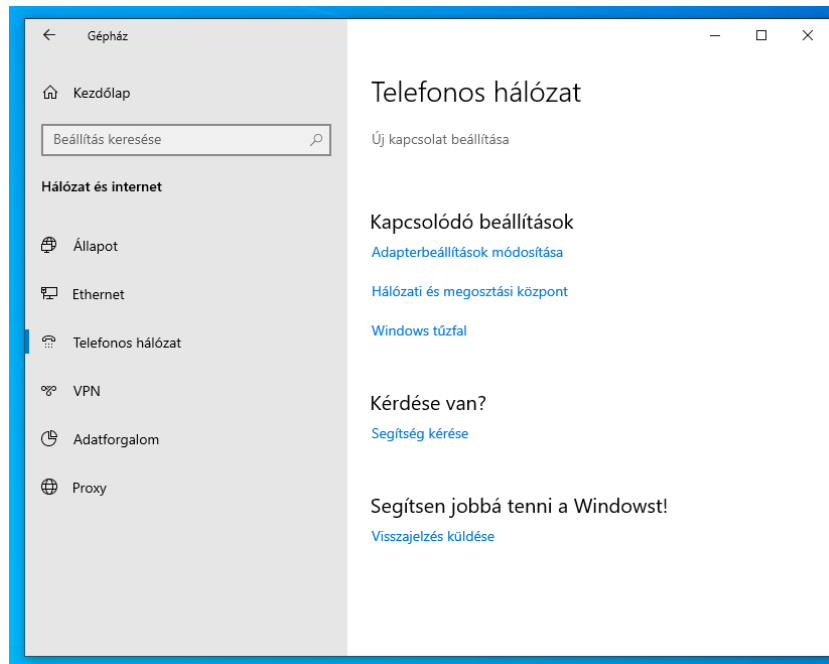 Gépház
Kezdőlap
Beállítás keresése
Hálózat és internet
Állapot
Ethernet
Telefonos hálózat
VPN
Adatforgalom
Proxy
Telefonos hálózat
Új kapcsolat beállítása
Kapcsolódó beállítások
Adapterbeállítások módosítása
Hálózati és megosztási központ
Windows tűzfal
Kérdése van?
Segítség kérése
Segítsen jobbá tenni a Windowst!
Visszajelzés küldése